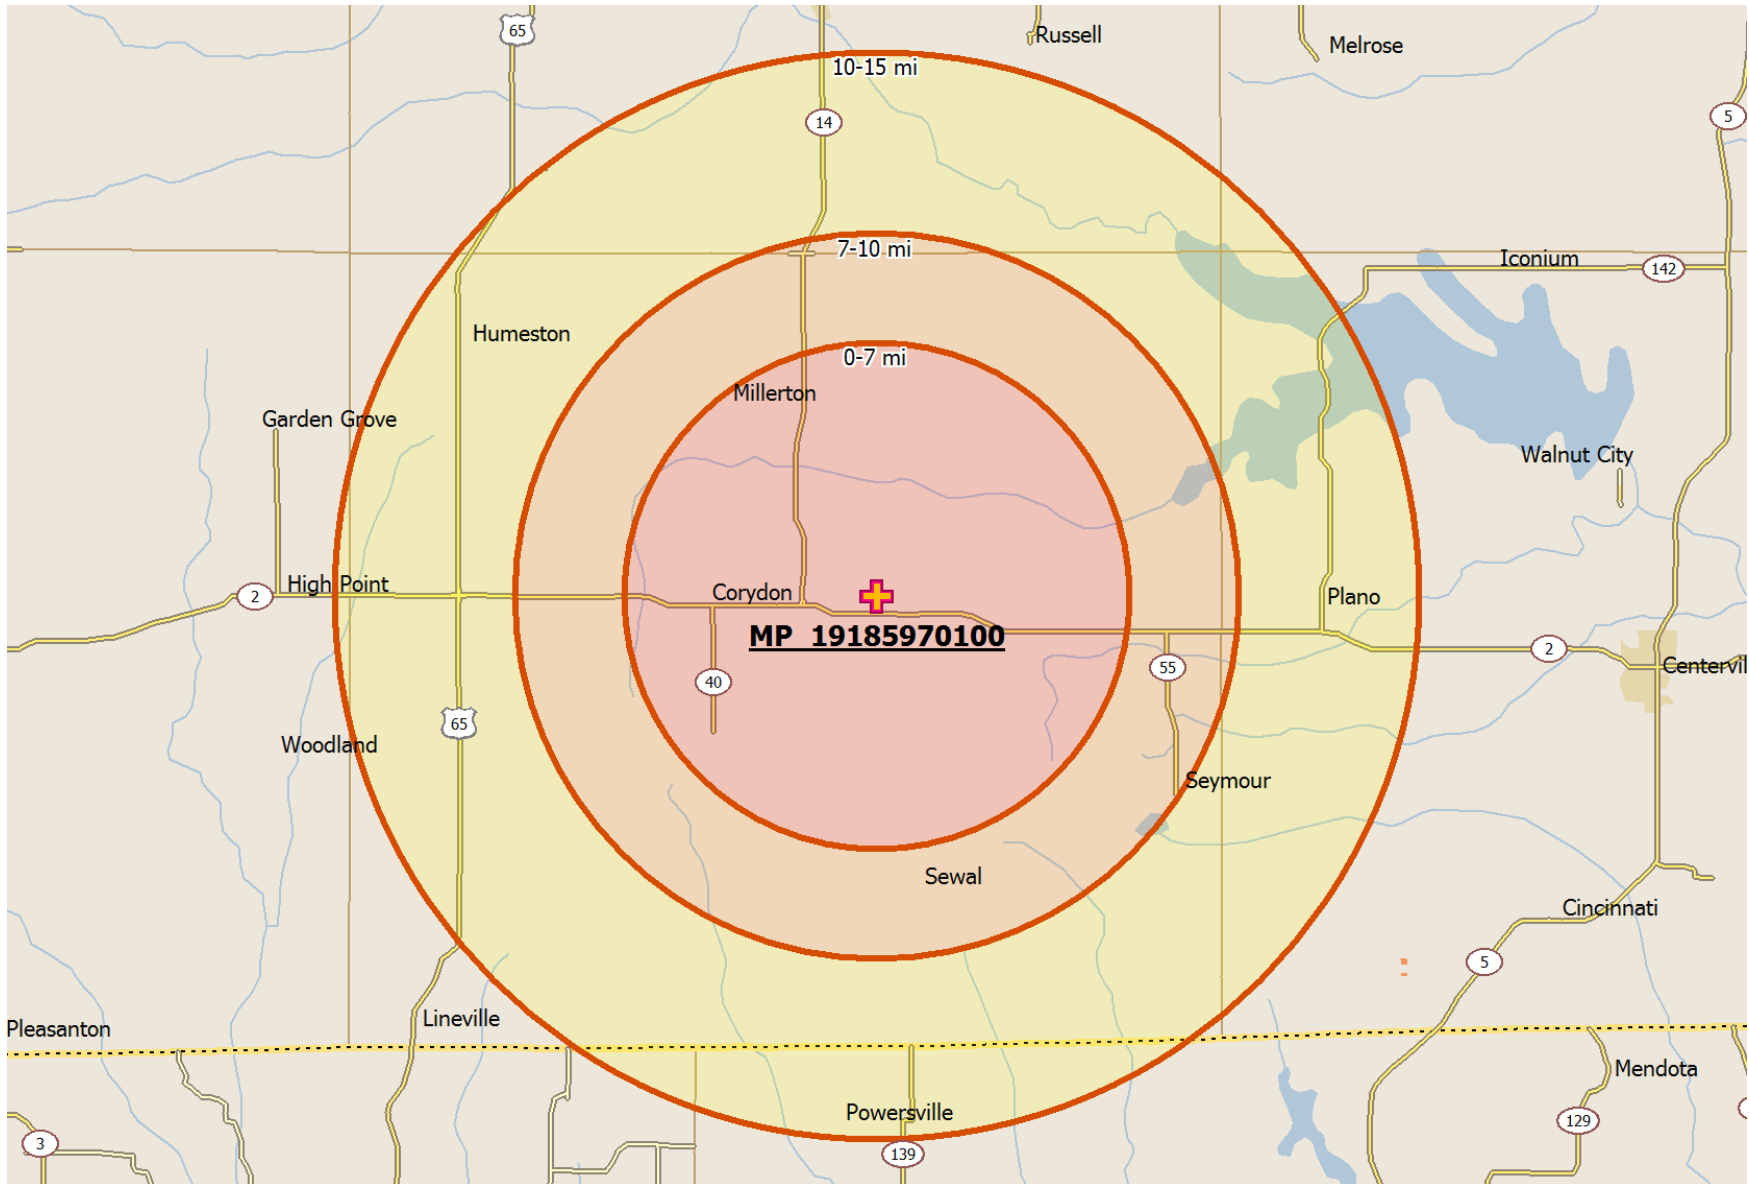 65
Russell
Melrose
10-15 mi
14
5
7-10 mi
Iconium
142
Humeston
0-7 mi
Millerton
Garden Grove
Walnut City
2
High Point
Corydon
Plano
MP 19185970100
2
55
Centervil
40
65
Woodland
Seymour
Sewal
Cincinnati
5
Lineville
Pleasanton
Mendota
Powersville
129
3
139